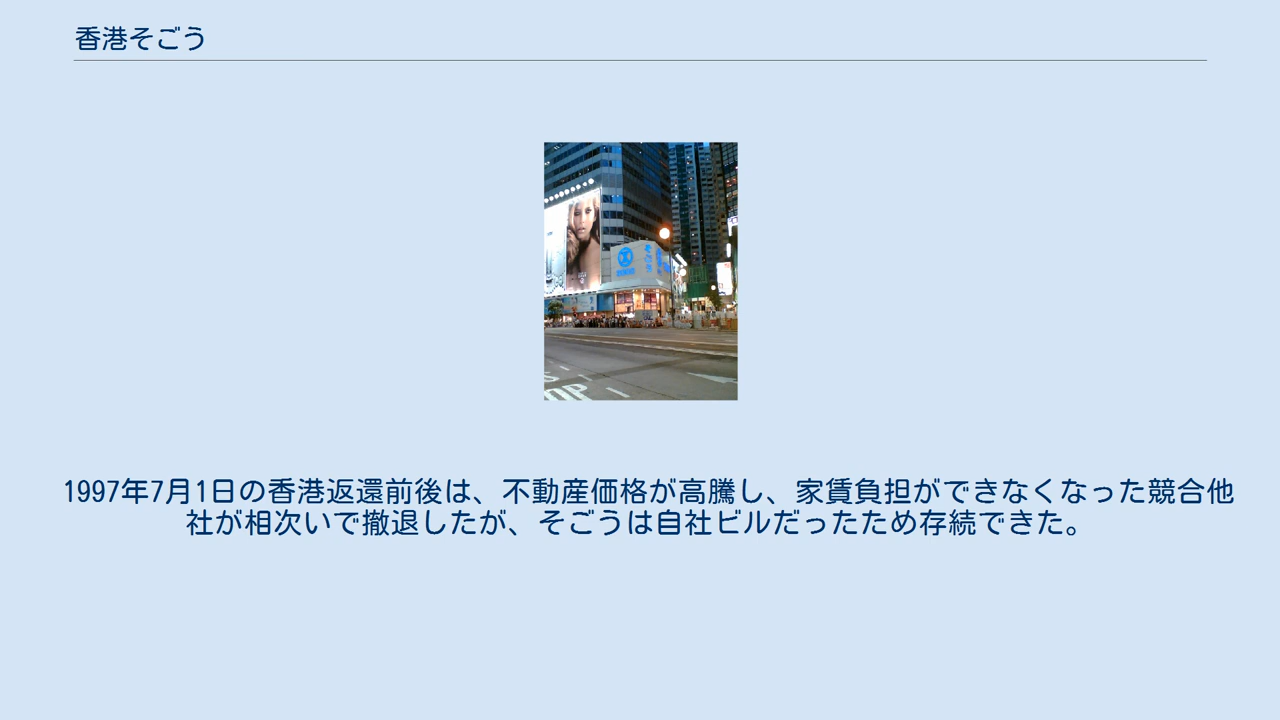 香港そごう
そごう
1997年7月1日の香港返還前後は、不動産価格が高騰し、家賃負担ができなくなった競合他
社が相次いで撤退したが、そごうは自社ビルだったため存続できた。